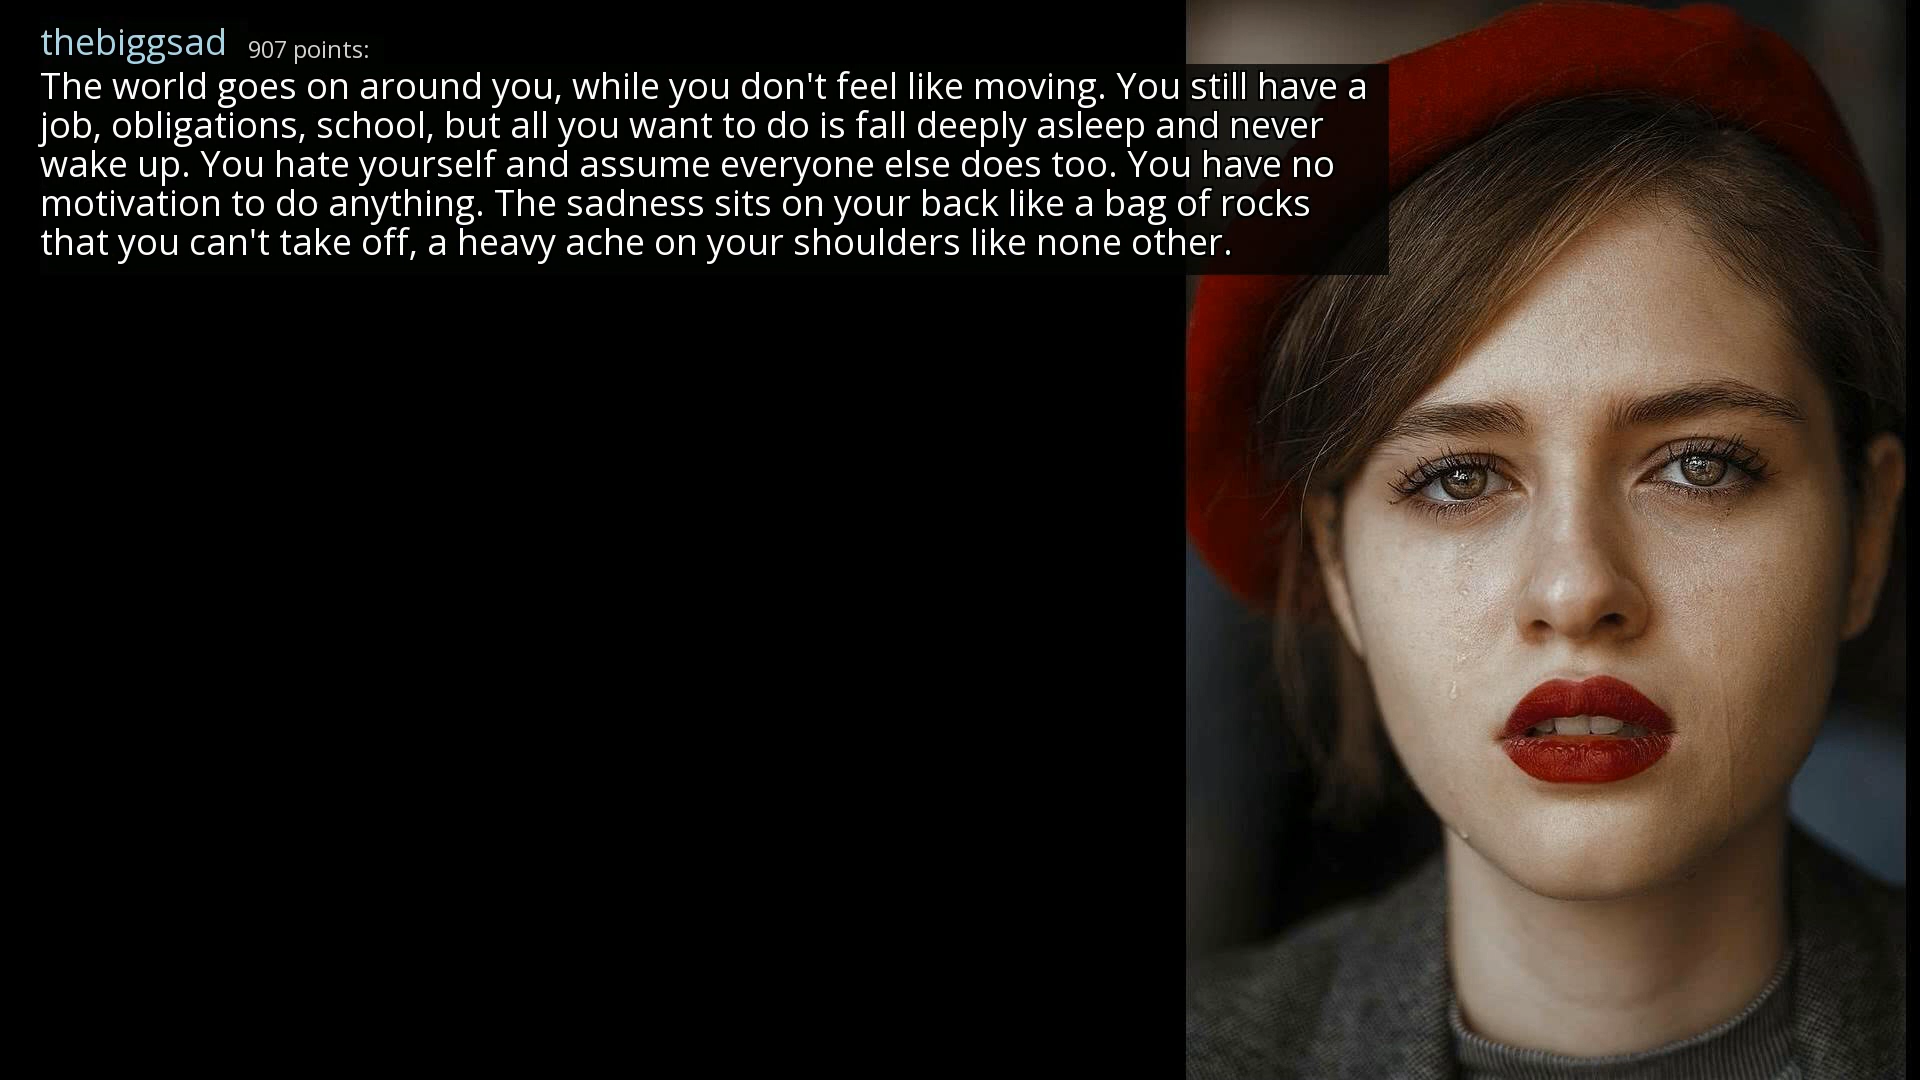 thebiggsad 907 points:
The world goes on around you, while you don't feel like moving. You still have a
job, obligations, school, but all you want to do is fall deeply asleep and never
wake up. You hate yourself and assume everyone else does too. You have no
motivation to do anything. The sadness sits on your back like a bag of rocks
that you can't take off, a heavy ache on your shoulders like none other.